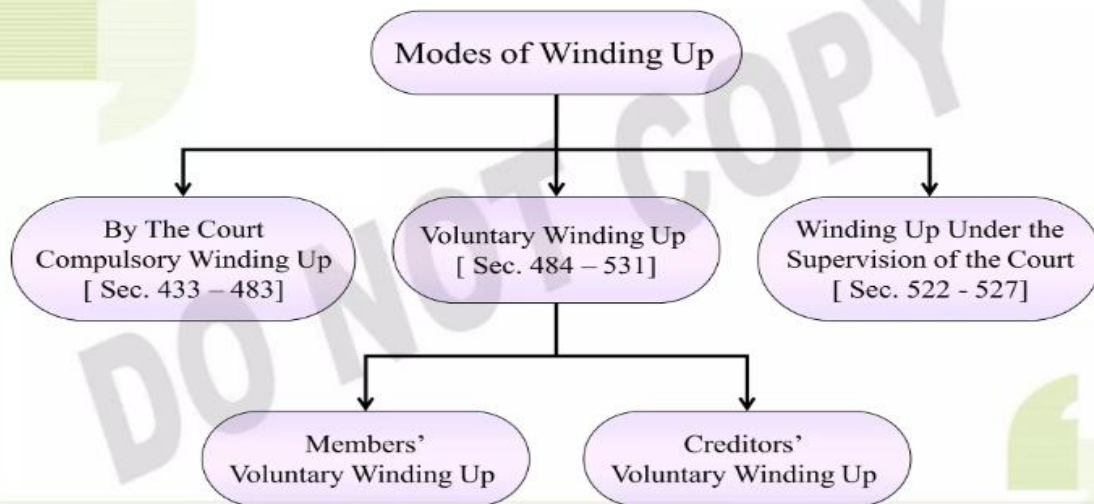 Modes of Winding Up
By The Court
Compulsory Winding Up
[ Sec. 433 – 483]
Voluntary Winding Up
[ Sec. 484 – 531]
Winding Up Under the
Supervision of the Court
[ Sec. 522 - 527]
Members’
Voluntary Winding Up
Creditors’
Voluntary Winding Up
DO NOT COPY